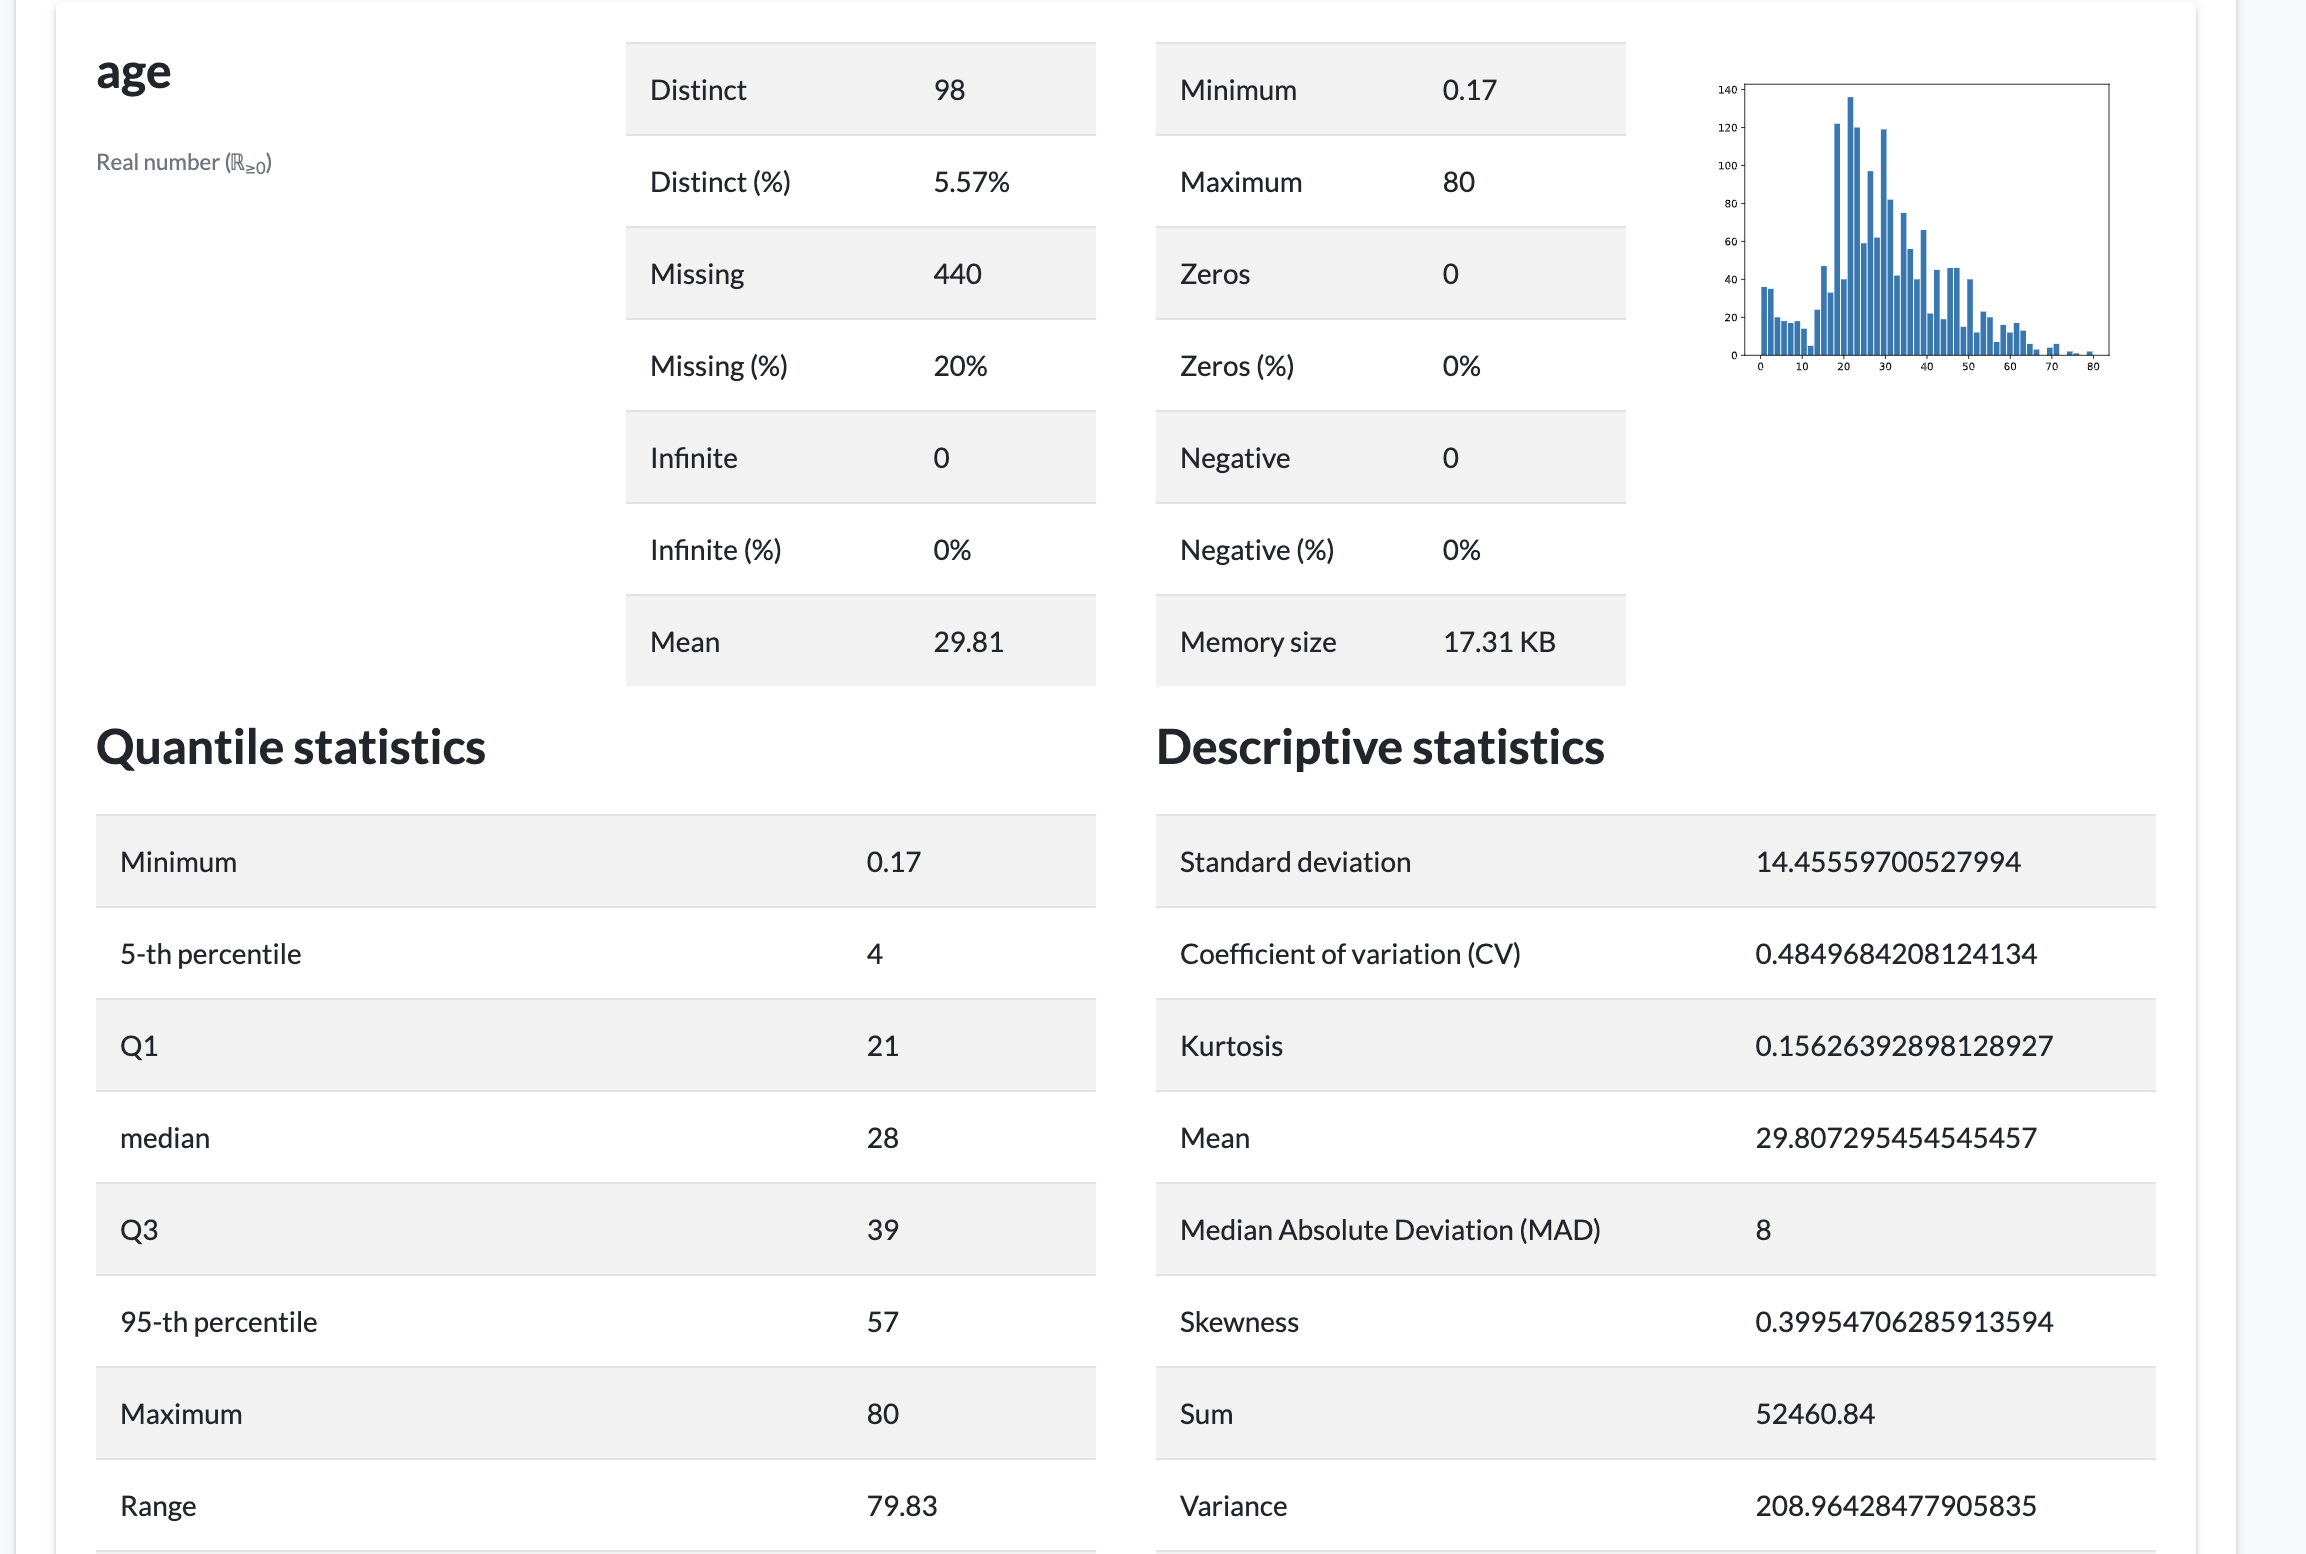 age
Real number (ℝ≥0)
Distinct 98
Distinct (%) 5.57%
Missing 440
Missing (%) 20%
Infinite 0
Infinite (%) 0%
Mean 29.81
Minimum 0.17
Maximum 80
Zeros 0
Zeros (%) 0%
Negative 0
Negative (%) 0%
Memory size 17.31 KB
140
120
100
80
60
40
20
0
0 10 20 30 40 50 60 70 80
Quantile statistics
Minimum 0.17
5-th percentile 4
Q1 21
median 28
Q3 39
95-th percentile 57
Maximum 80
Range 79.83
Descriptive statistics
Standard deviation 14.45559700527994
Coefficient of variation (CV) 0.4849684208124134
Kurtosis 0.15626392898128927
Mean 29.807295454545457
Median Absolute Deviation (MAD) 8
Skewness 0.39954706285913594
Sum 52460.84
Variance 208.96428477905835